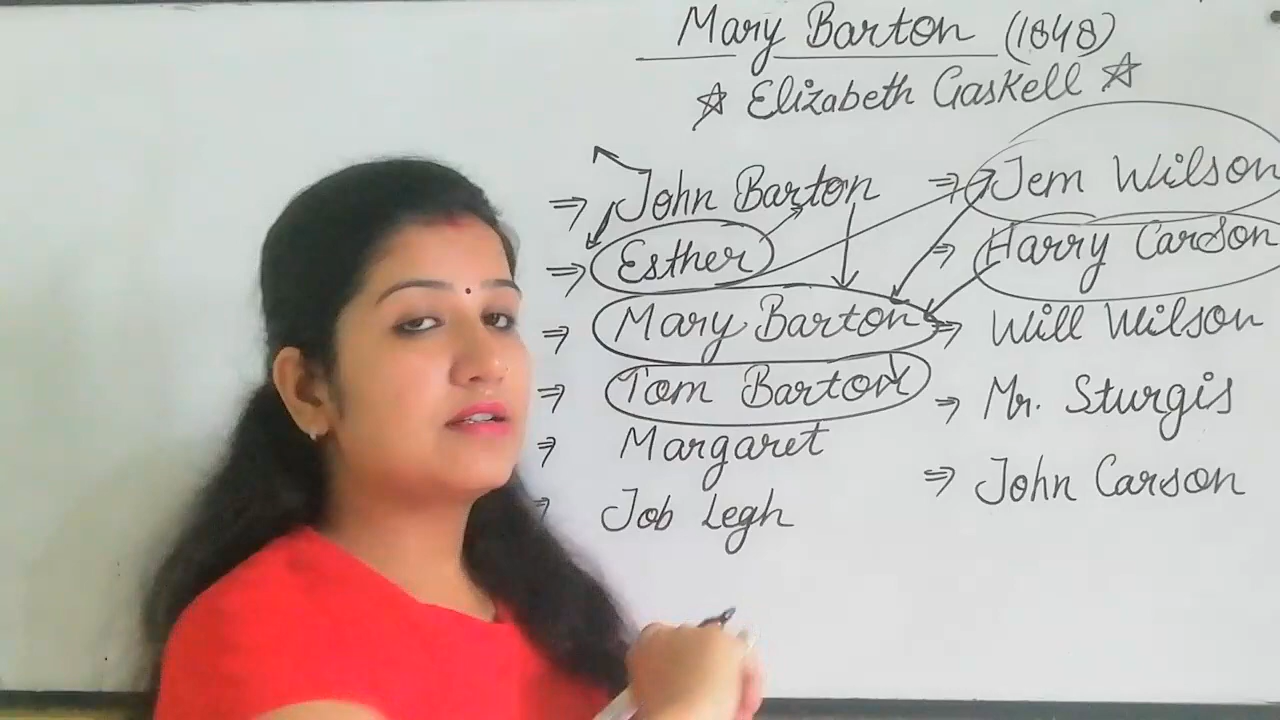 Mary Barton (1848)
☆ Elizabeth Gaskell ☆
⇒ John Barton
⇒ Esther
⇒ Mary Barton
⇒ Tom Barton
⇒ Margaret
⇒ Job Legh
⇒ Jem Wilson
⇒ Harry Carson
⇒ Will Wilson
⇒ Mr. Sturgis
⇒ John Carson